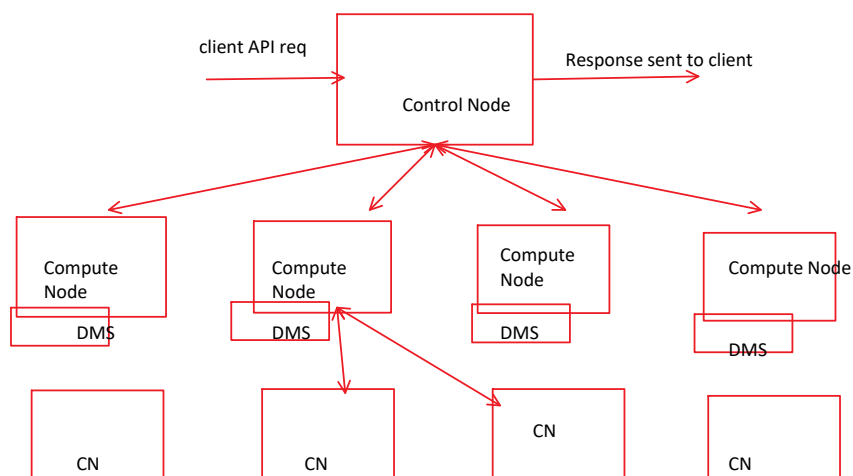 client API req
Response sent to client
Control Node
Compute
Node
Compute
Node
Compute
Node
Compute Node
DMS
DMS
DMS
DMS
CN
CN
CN
CN